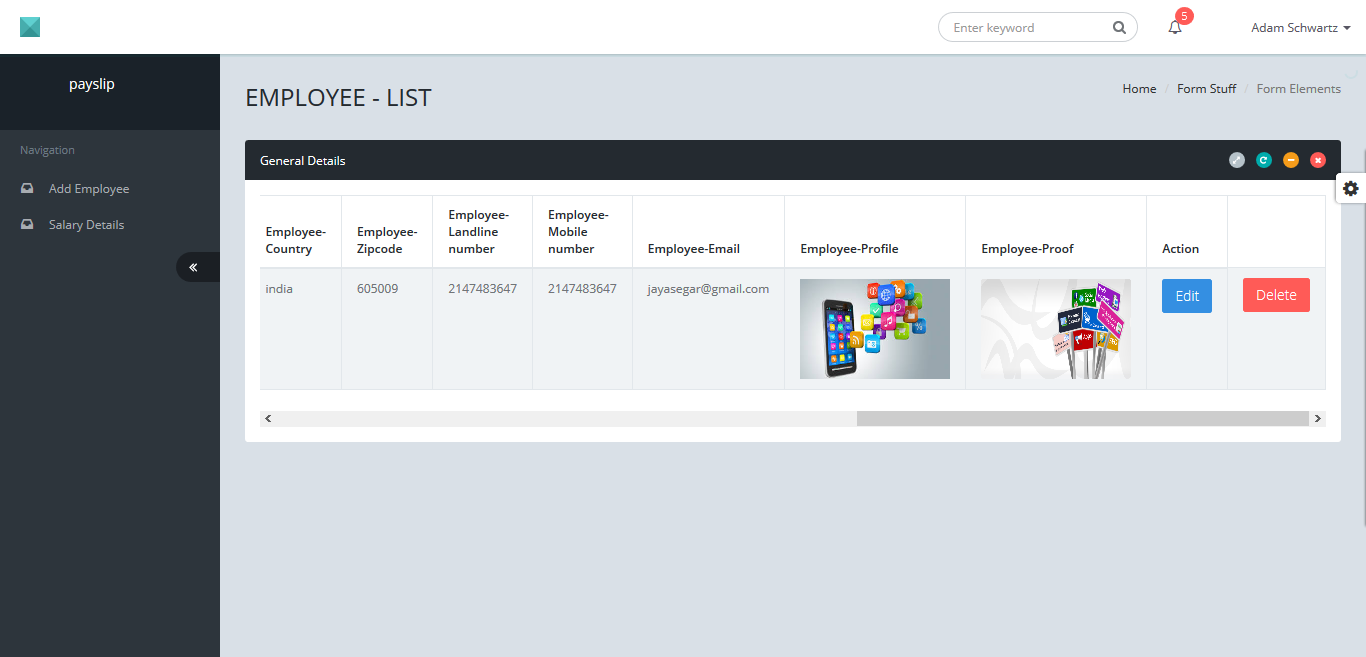 Enter keyword
5
Adam Schwartz
payslip
EMPLOYEE - LIST
Home / Form Stuff / Form Elements
Navigation
Add Employee
Salary Details
General Details
Employee-Country
Employee-Zipcode
Employee-Landline number
Employee-Mobile number
Employee-Email
Employee-Profile
Employee-Proof
Action
india
605009
2147483647
2147483647
jayasegar@gmail.com
Edit
Delete